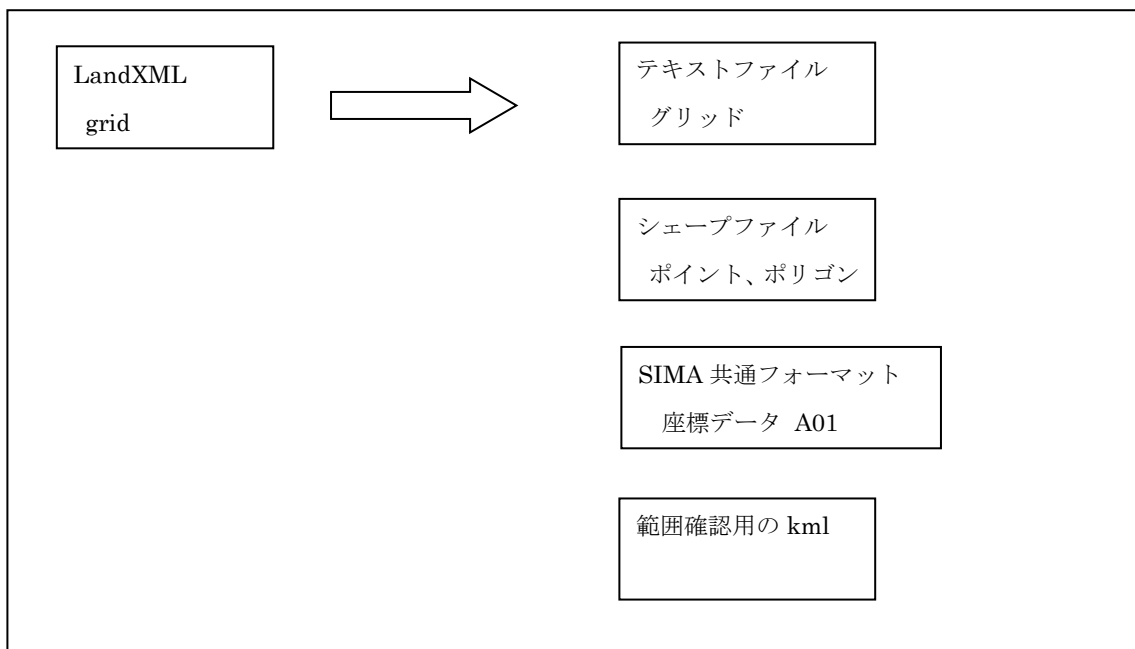 LandXML
grid
テキストファイル
グリッド
シェープファイル
ポイント、ポリゴン
SIMA 共通フォーマット
座標データ A01
範囲確認用の kml